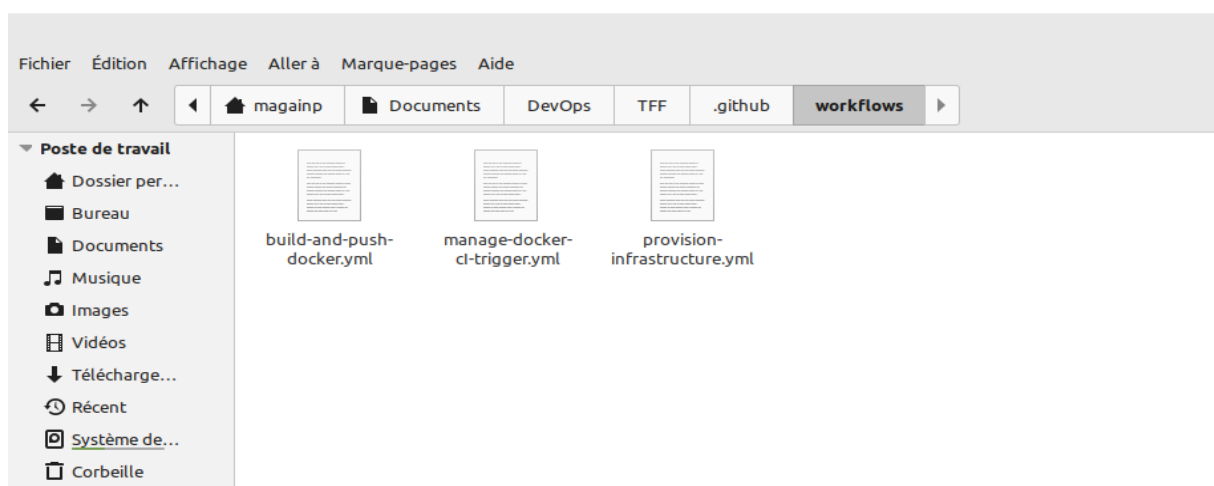 Fichier Édition Affichage Aller à Marque-pages Aide
magainp Documents DevOps TFF .github workflows
Poste de travail
Dossier per...
Bureau
Documents
Musique
Images
Vidéos
Télécharge...
Récent
Système de...
Corbeille
build-and-push-
docker.yml
manage-docker-
cI-trigger.yml
provision-
infrastructure.yml